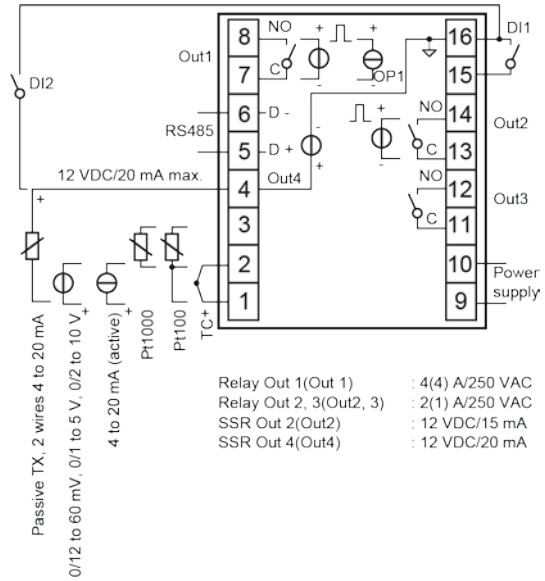 8
NO
+
+
16
DI1
Out1
7
C
-
-
OP1
15
DI2
6
D -
-
+
NO
14
RS485
Out2
5
D +
+
-
C
13
12 VDC/20 mA max.
4
Out4
NO
12
+
3
C
Out3
11
2
10
Power
supply
1
9
+
+
TC+
Pt100
Pt1000
4 to 20 mA (active)
0/12 to 60 mV, 0/1 to 5 V, 0/2 to 10 V
Passive TX, 2 wires 4 to 20 mA
Relay Out 1(Out 1) : 4(4) A/250 VAC
Relay Out 2, 3(Out2, 3) : 2(1) A/250 VAC
SSR Out 2(Out2) : 12 VDC/15 mA
SSR Out 4(Out4) : 12 VDC/20 mA